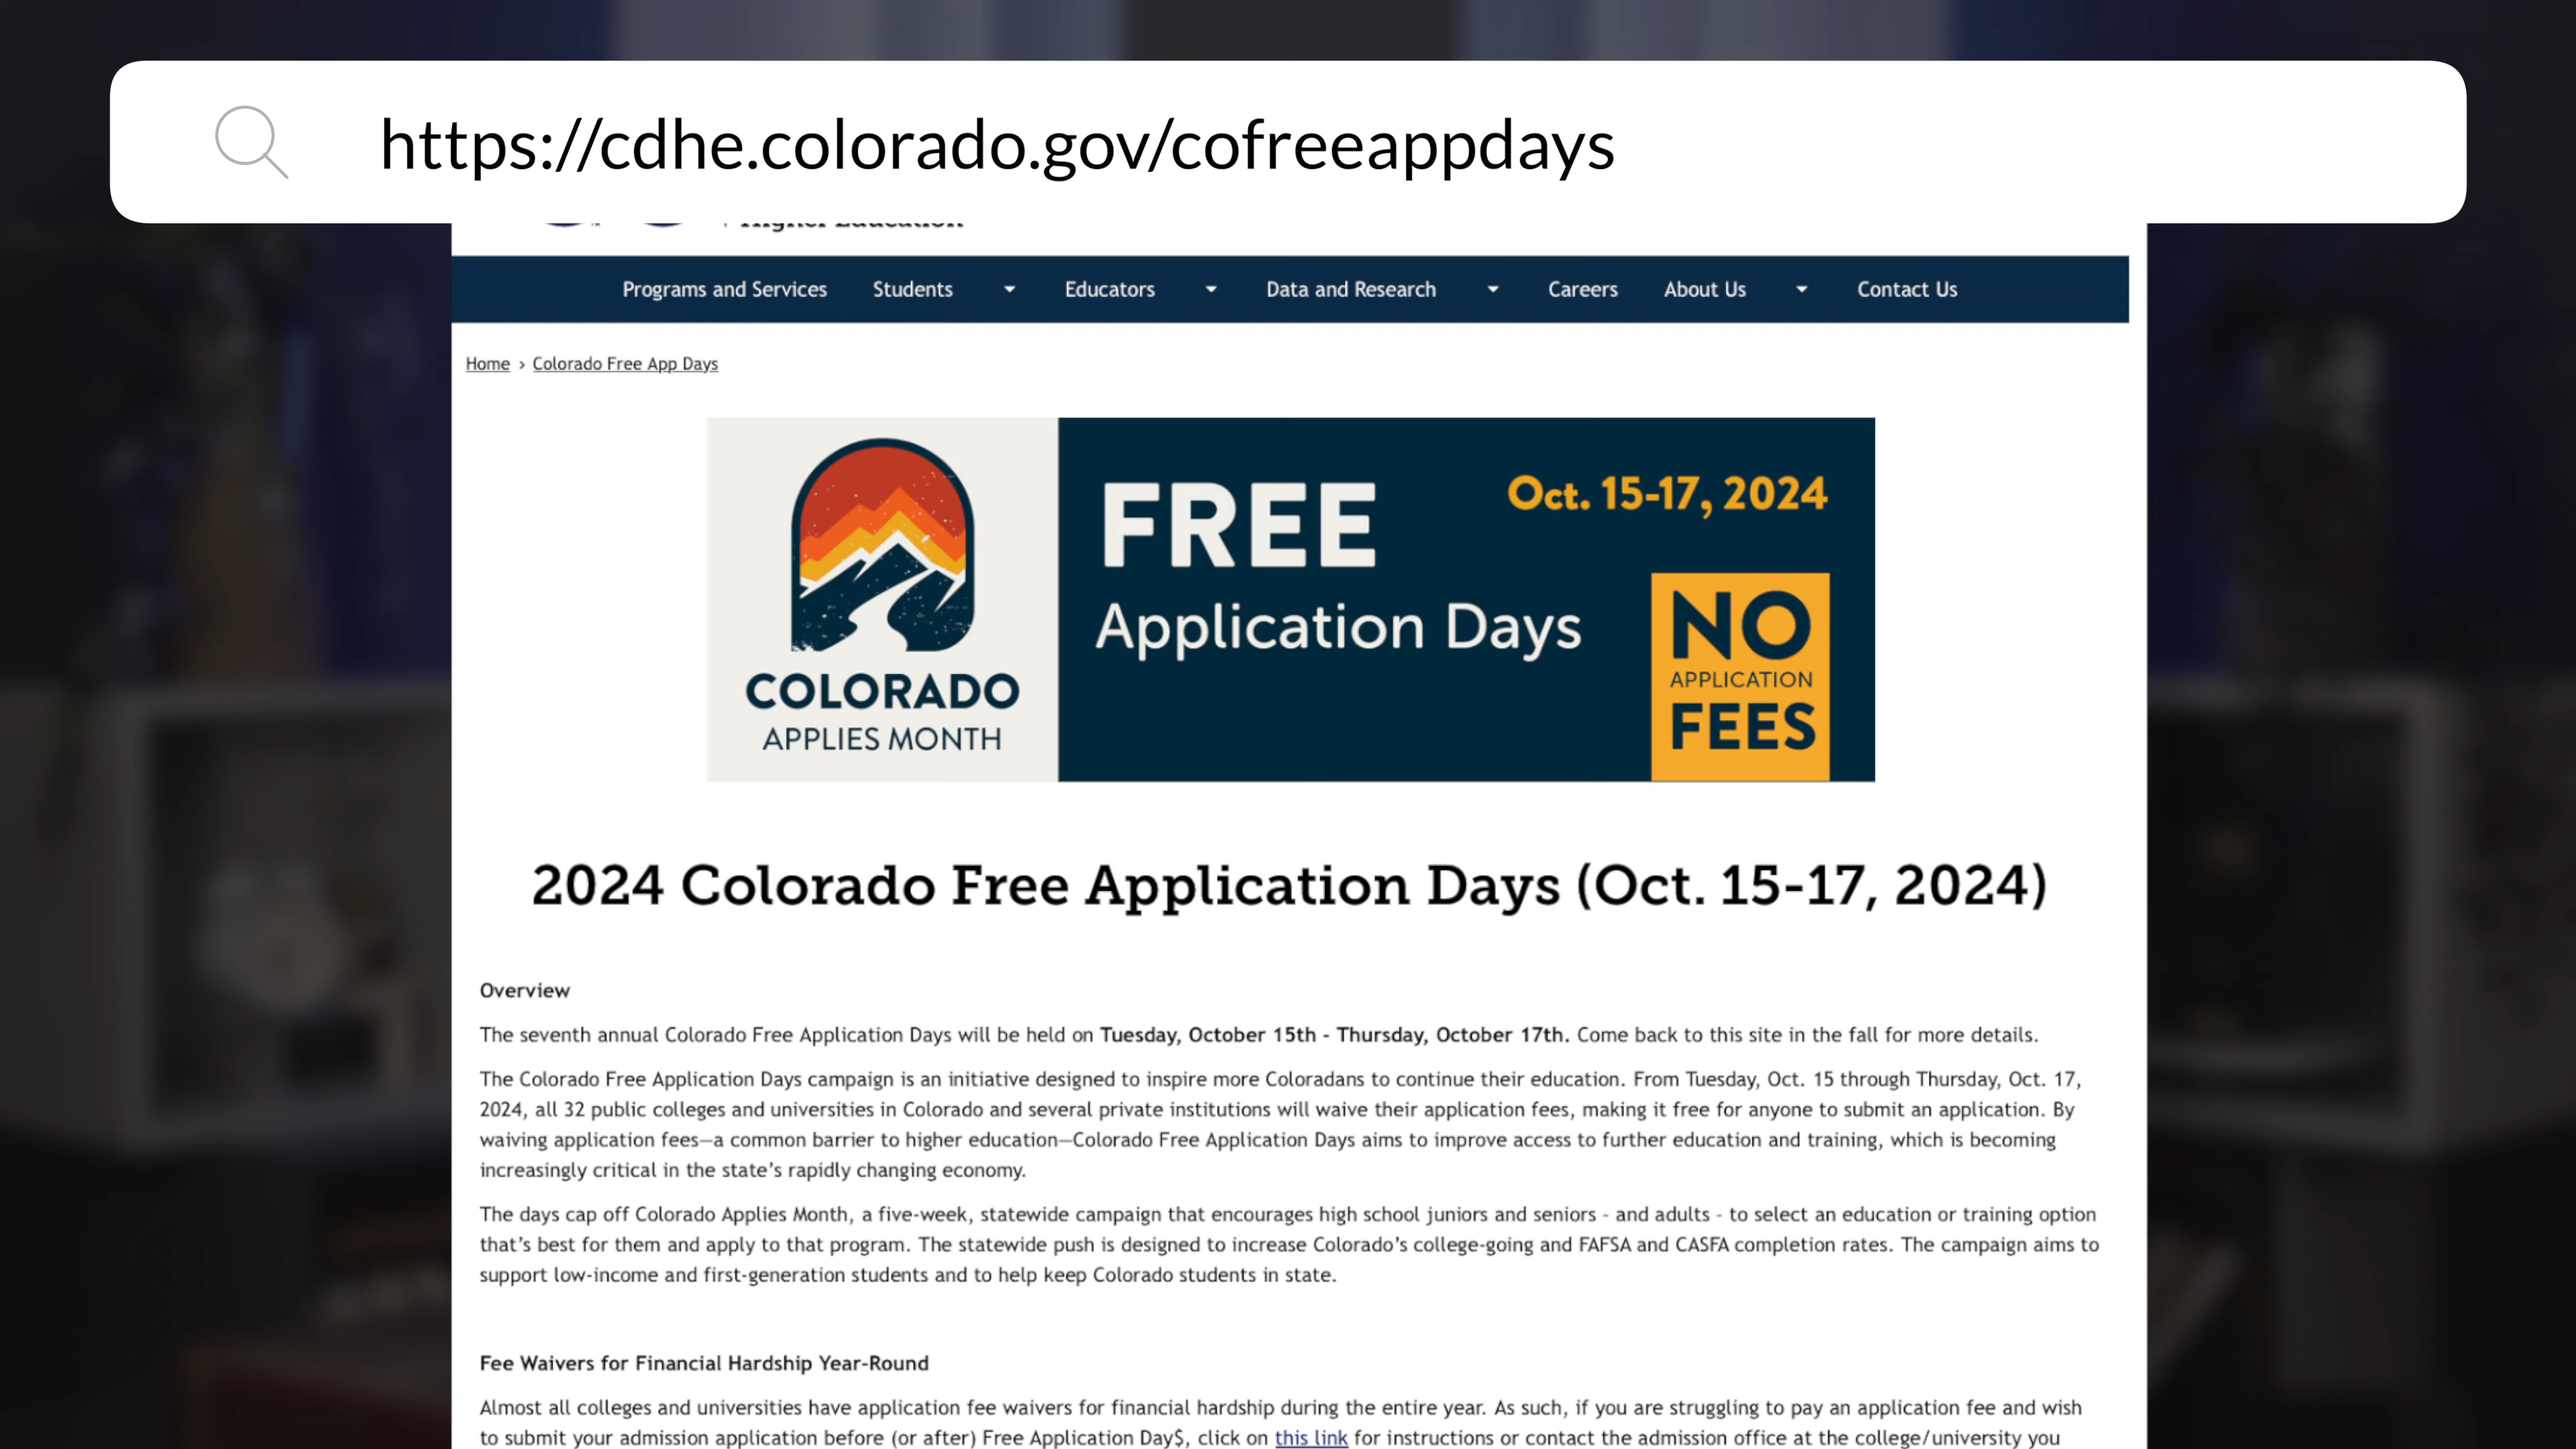 https://cdhe.colorado.gov/cofreeappdays
Higher Education
Programs and Services Students Educators Data and Research Careers About Us Contact Us
Home › Colorado Free App Days
COLORADO
APPLIES MONTH
FREE
Application Days
Oct. 15-17, 2024
NO
APPLICATION
FEES
2024 Colorado Free Application Days (Oct. 15-17, 2024)
Overview
The seventh annual Colorado Free Application Days will be held on Tuesday, October 15th - Thursday, October 17th. Come back to this site in the fall for more details.
The Colorado Free Application Days campaign is an initiative designed to inspire more Coloradans to continue their education. From Tuesday, Oct. 15 through Thursday, Oct. 17,
2024, all 32 public colleges and universities in Colorado and several private institutions will waive their application fees, making it free for anyone to submit an application. By
waiving application fees—a common barrier to higher education—Colorado Free Application Days aims to improve access to further education and training, which is becoming
increasingly critical in the state's rapidly changing economy.
The days cap off Colorado Applies Month, a five-week, statewide campaign that encourages high school juniors and seniors - and adults - to select an education or training option
that's best for them and apply to that program. The statewide push is designed to increase Colorado's college-going and FAFSA and CASFA completion rates. The campaign aims to
support low-income and first-generation students and to help keep Colorado students in state.
Fee Waivers for Financial Hardship Year-Round
Almost all colleges and universities have application fee waivers for financial hardship during the entire year. As such, if you are struggling to pay an application fee and wish
to submit your admission application before (or after) Free Application Day$, click on this link for instructions or contact the admission office at the college/university you